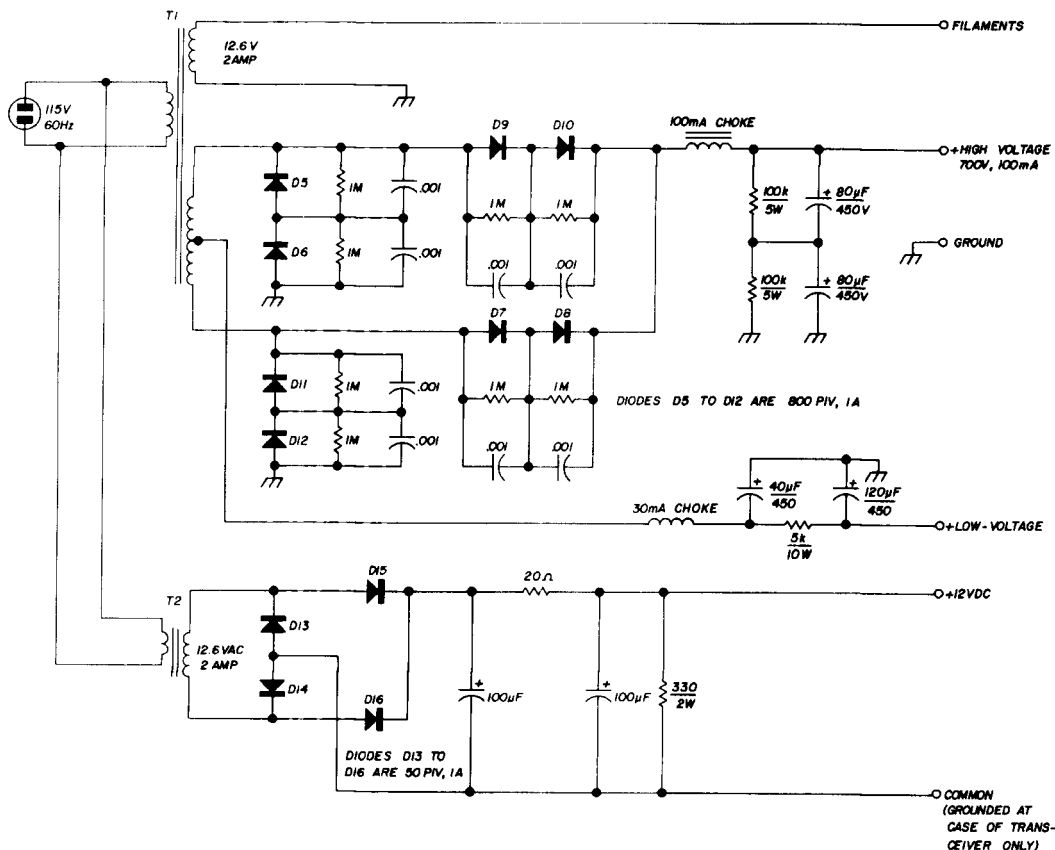 T1
FILAMENTS
12.6 V
2 AMP
115V
60Hz
100mA CHOKE
D9
D10
+HIGH VOLTAGE
700V, 100mA
D5
1M
.001
1M
1M
100k
5W
+
80µF
450V
GROUND
D6
1M
.001
.001
.001
100k
5W
+
80µF
450V
D7
D8
D11
1M
.001
1M
1M
DIODES D5 TO D12 ARE 800 PIV, 1A
D12
1M
.001
.001
.001
+
40µF
450
+
120µF
450
30mA CHOKE
+LOW-VOLTAGE
5k
10W
D15
20Ω
T2
+12VDC
D13
12.6VAC
2 AMP
D14
+
100µF
+
100µF
330
2W
D16
DIODES D13 TO
D16 ARE 50 PIV, 1A
COMMON
(GROUNDED AT
CASE OF TRANS-
CEIVER ONLY)